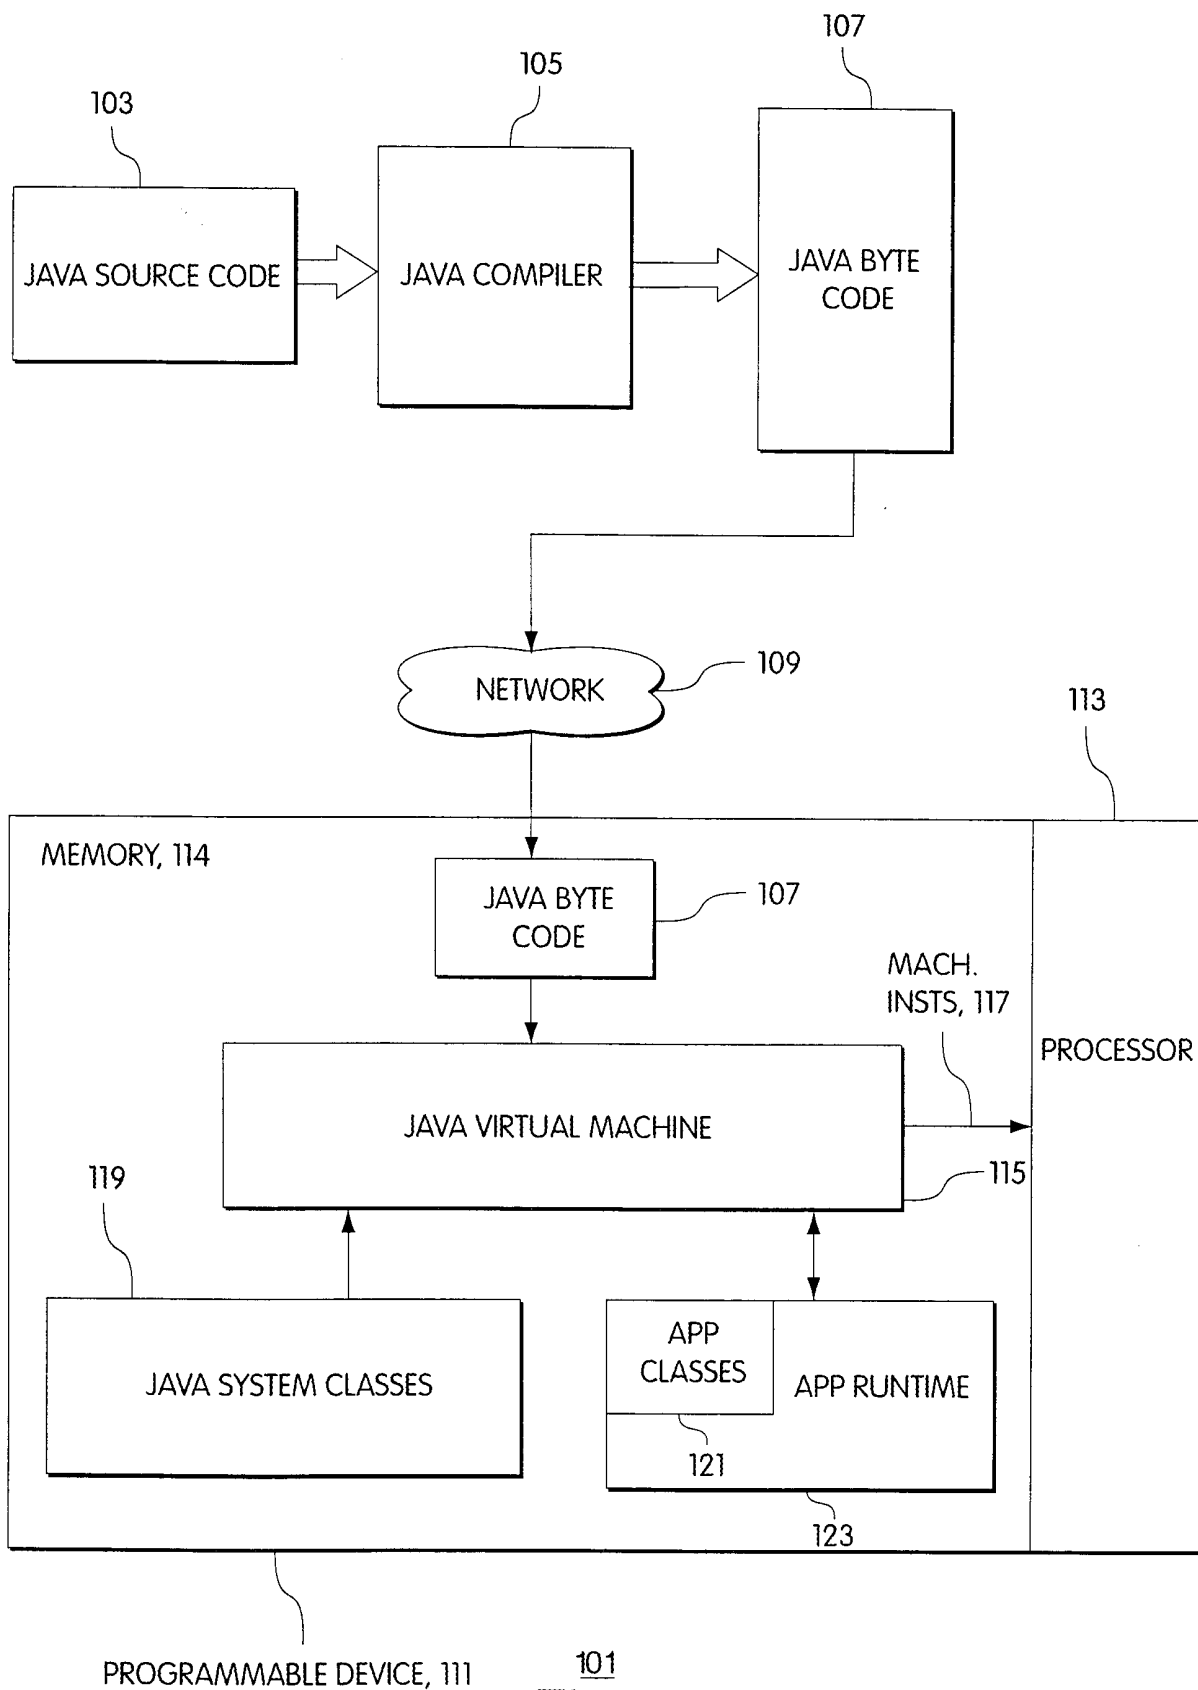 107
105
103
JAVA SOURCE CODE
JAVA COMPILER
JAVA BYTE
CODE
NETWORK
109
113
MEMORY, 114
JAVA BYTE
CODE
107
MACH.
INSTS, 117
PROCESSOR
JAVA VIRTUAL MACHINE
115
119
JAVA SYSTEM CLASSES
APP
CLASSES
APP RUNTIME
121
123
PROGRAMMABLE DEVICE, 111
101